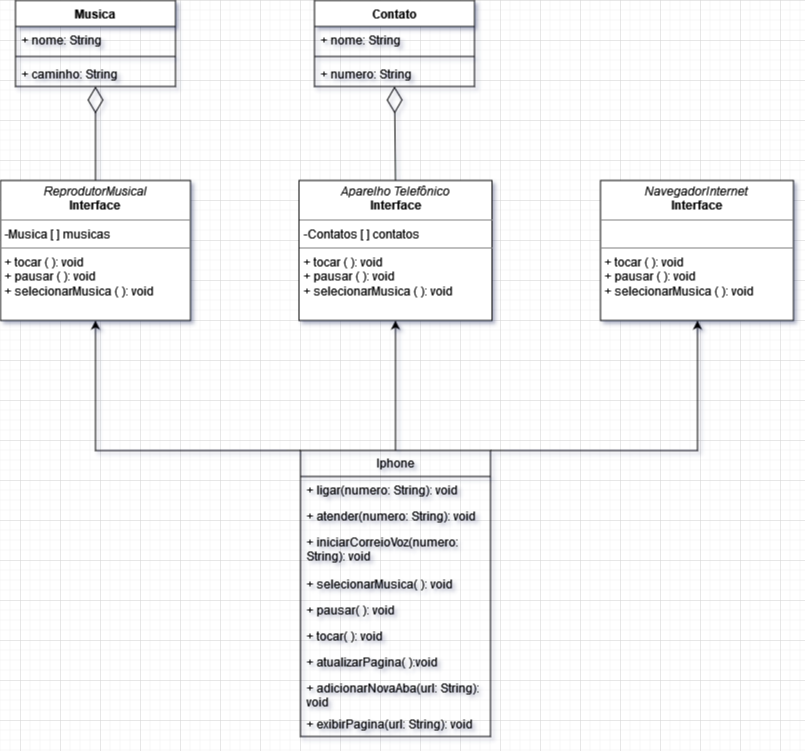 Musica
+ nome: String
+ caminho: String
Contato
+ nome: String
+ numero: String
ReprodutorMusical
Interface
-Musica [ ] musicas
+ tocar ( ): void
+ pausar ( ): void
+ selecionarMusica ( ): void
Aparelho Telefônico
Interface
-Contatos [ ] contatos
+ tocar ( ): void
+ pausar ( ): void
+ selecionarMusica ( ): void
NavegadorInternet
Interface
+ tocar ( ): void
+ pausar ( ): void
+ selecionarMusica ( ): void
Iphone
+ ligar(numero: String): void
+ atender(numero: String): void
+ iniciarCorreioVoz(numero:
String): void
+ selecionarMusica( ): void
+ pausar( ): void
+ tocar( ): void
+ atualizarPagina( ):void
+ adicionarNovaAba(url: String):
void
+ exibirPagina(url: String): void